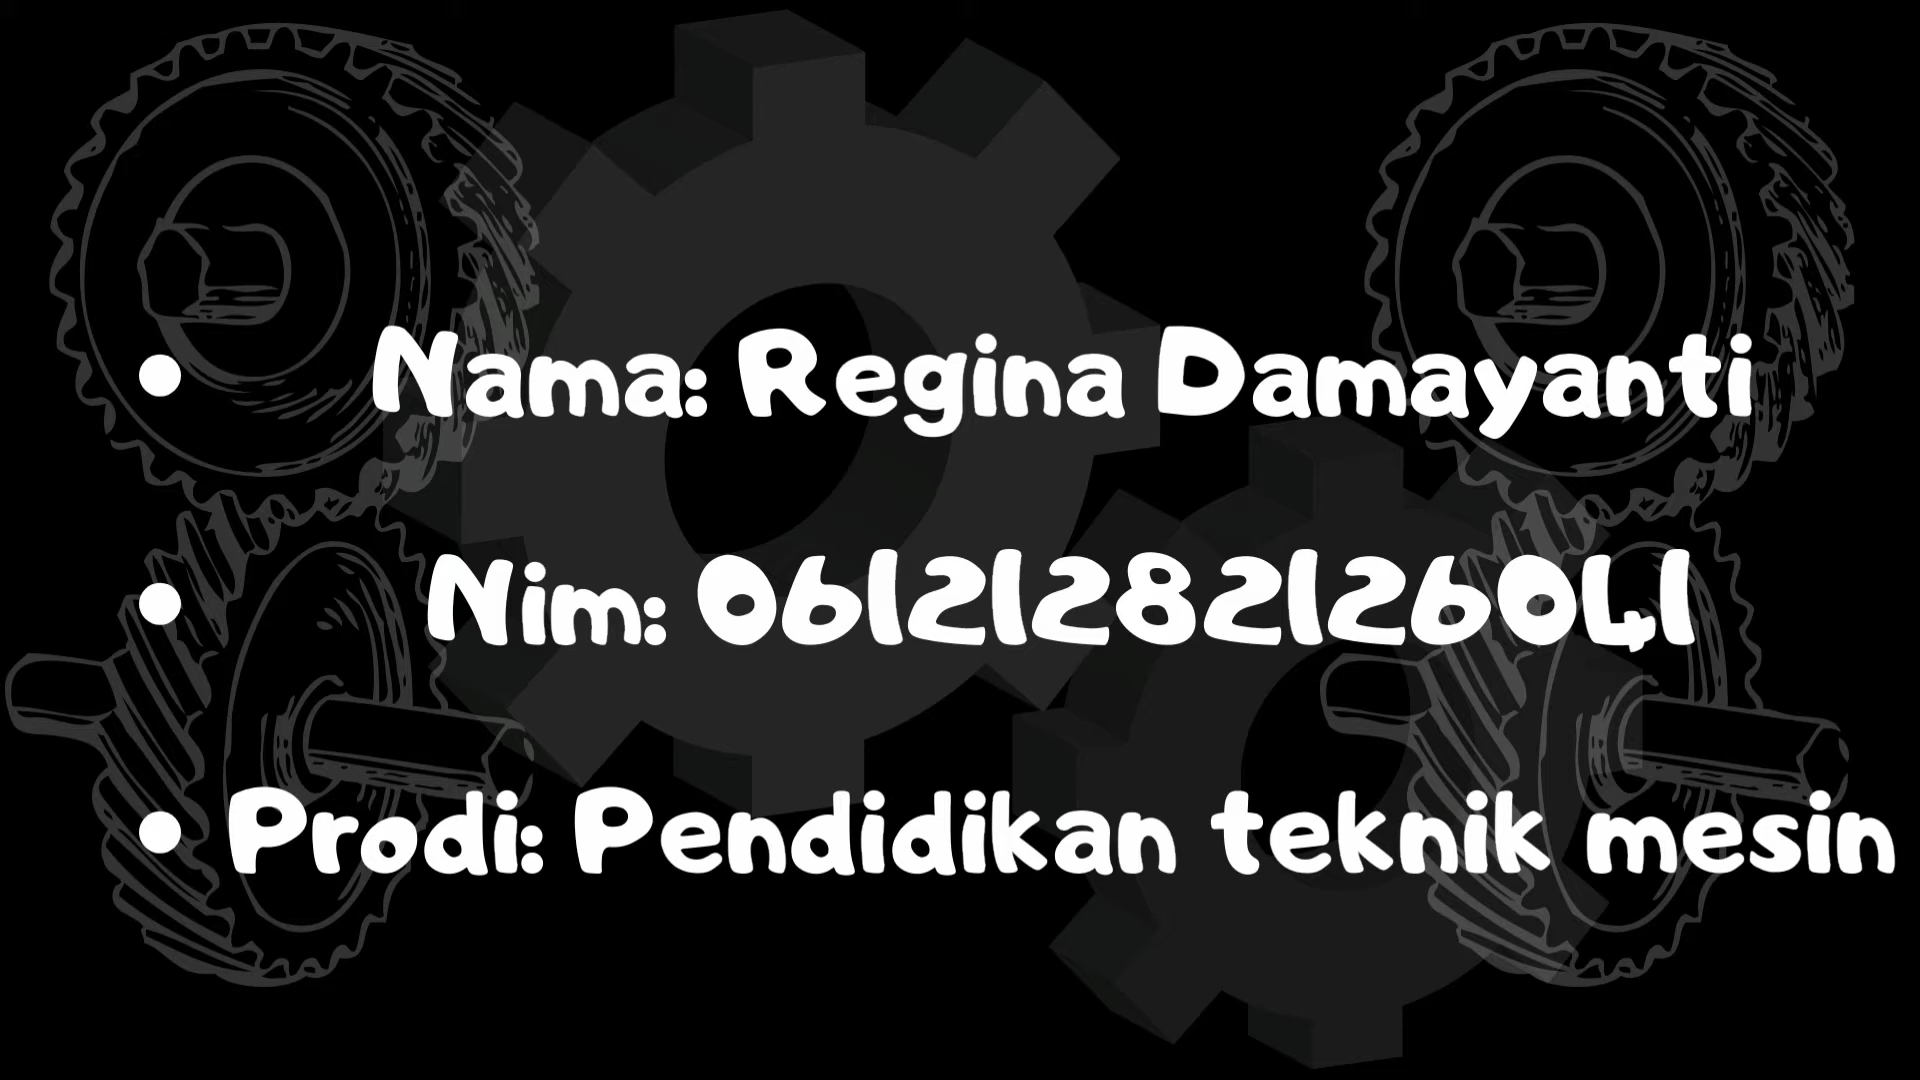 • Nama: Regina Damayanti
• Nim: 06121282126041
• Prodi: Pendidikan teknik mesin